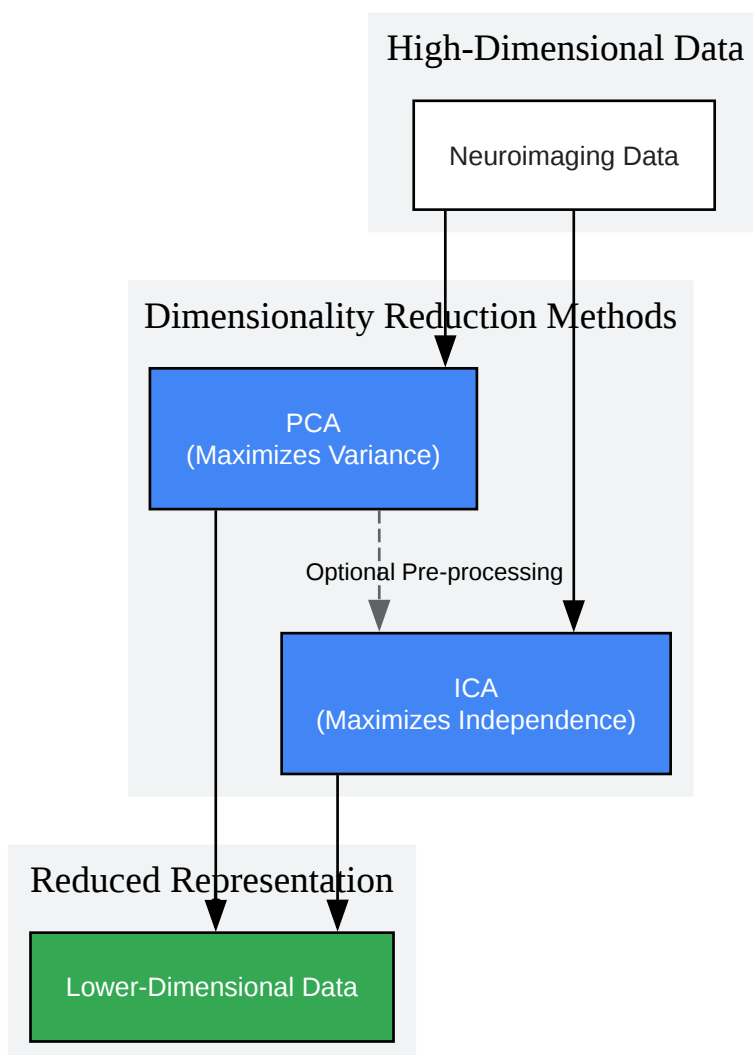 High-Dimensional Data
Neuroimaging Data
Dimensionality Reduction Methods
PCA
(Maximizes Variance)
Optional Pre-processing
ICA
(Maximizes Independence)
Reduced Representation
Lower-Dimensional Data